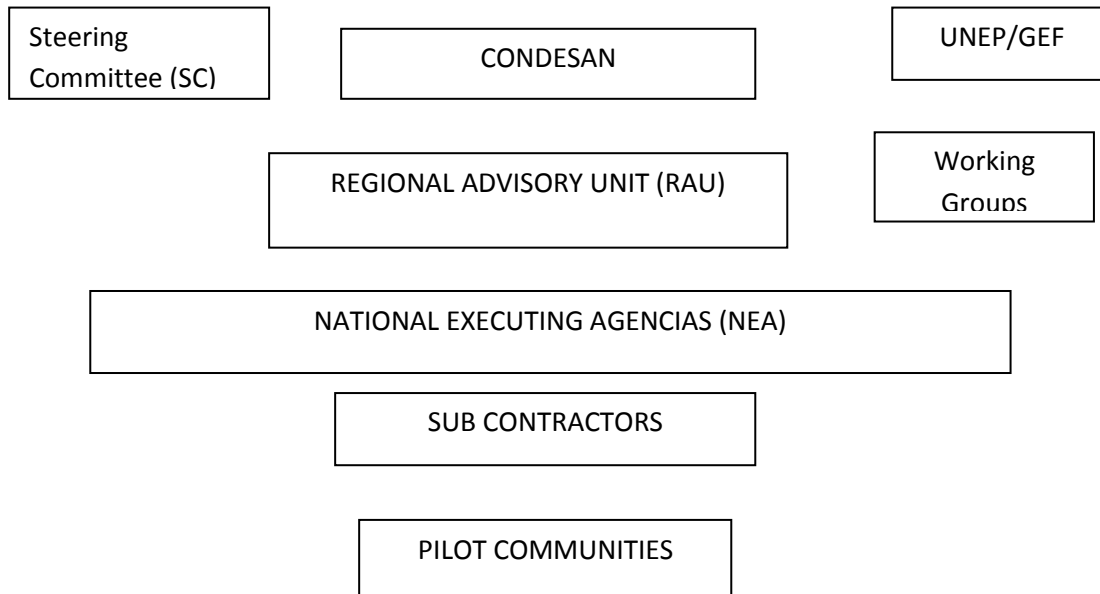 Steering
Committee (SC)
CONDESAN
UNEP/GEF
REGIONAL ADVISORY UNIT (RAU)
Working
Groups
NATIONAL EXECUTING AGENCIAS (NEA)
SUB CONTRACTORS
PILOT COMMUNITIES